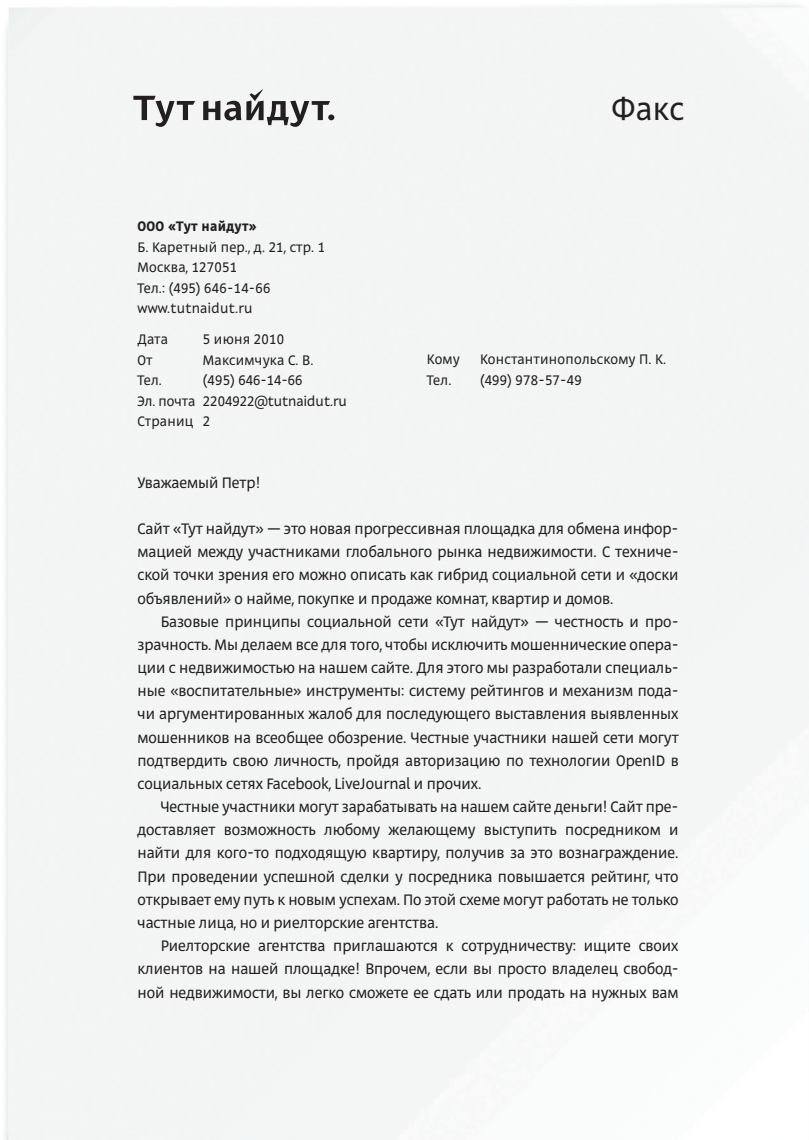 Тут найдут. Факс
ООО «Тут найдут»
Б. Каретный пер., д. 21, стр. 1
Москва, 127051
Тел.: (495) 646-14-66
www.tutnaidut.ru
Дата 5 июня 2010
От Максимчука С. В. Кому Константинопольскому П. К.
Тел. (495) 646-14-66 Тел. (499) 978-57-49
Эл. почта 2204922@tutnaidut.ru
Страниц 2
Уважаемый Петр!
Сайт «Тут найдут» — это новая прогрессивная площадка для обмена инфор-
мацией между участниками глобального рынка недвижимости. С техниче-
ской точки зрения его можно описать как гибрид социальной сети и «доски
объявлений» о найме, покупке и продаже комнат, квартир и домов.
Базовые принципы социальной сети «Тут найдут» — честность и про-
зрачность. Мы делаем все для того, чтобы исключить мошеннические опера-
ции с недвижимостью на нашем сайте. Для этого мы разработали специаль-
ные «воспитательные» инструменты: систему рейтингов и механизм пода-
чи аргументированных жалоб для последующего выставления выявленных
мошенников на всеобщее обозрение. Честные участники нашей сети могут
подтвердить свою личность, пройдя авторизацию по технологии OpenID в
социальных сетях Facebook, LiveJournal и прочих.
Честные участники могут зарабатывать на нашем сайте деньги! Сайт пре-
доставляет возможность любому желающему выступить посредником и
найти для кого-то подходящую квартиру, получив за это вознаграждение.
При проведении успешной сделки у посредника повышается рейтинг, что
открывает ему путь к новым успехам. По этой схеме могут работать не только
частные лица, но и риелторские агентства.
Риелторские агентства приглашаются к сотрудничеству: ищите своих
клиентов на нашей площадке! Впрочем, если вы просто владелец свобод-
ной недвижимости, вы легко сможете ее сдать или продать на нужных вам